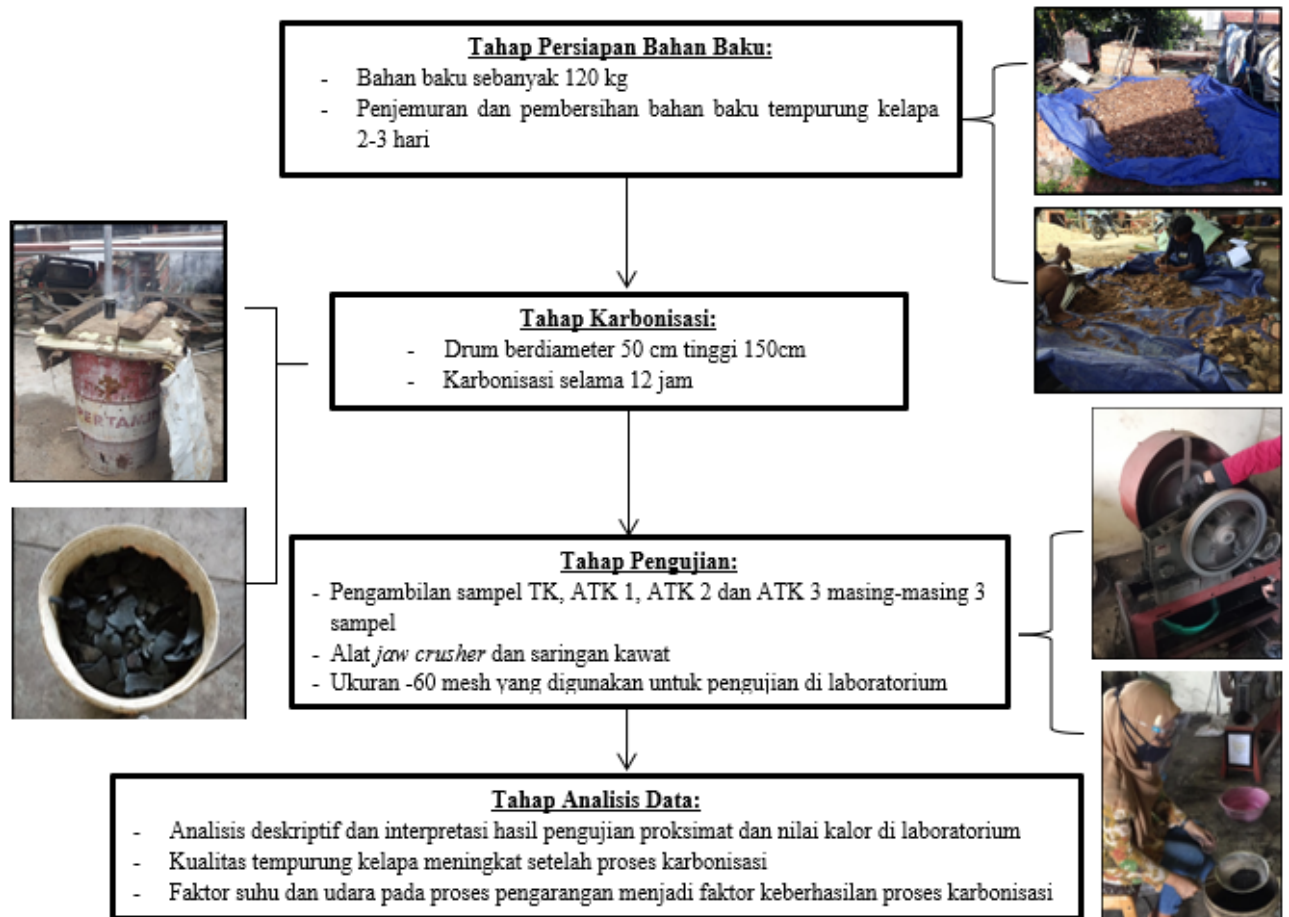 Tahap Persiapan Bahan Baku:
- Bahan baku sebanyak 120 kg
- Penjemuran dan pembersihan bahan baku tempurung kelapa
2-3 hari
Tahap Karbonisasi:
- Drum berdiameter 50 cm tinggi 150cm
- Karbonisasi selama 12 jam
PERTAMI
Tahap Pengujian:
- Pengambilan sampel TK, ATK 1, ATK 2 dan ATK 3 masing-masing 3
sampel
- Alat jaw crusher dan saringan kawat
- Ukuran -60 mesh yang digunakan untuk pengujian di laboratorium
Tahap Analisis Data:
- Analisis deskriptif dan interpretasi hasil pengujian proksimat dan nilai kalor di laboratorium
- Kualitas tempurung kelapa meningkat setelah proses karbonisasi
- Faktor suhu dan udara pada proses pengarangan menjadi faktor keberhasilan proses karbonisasi